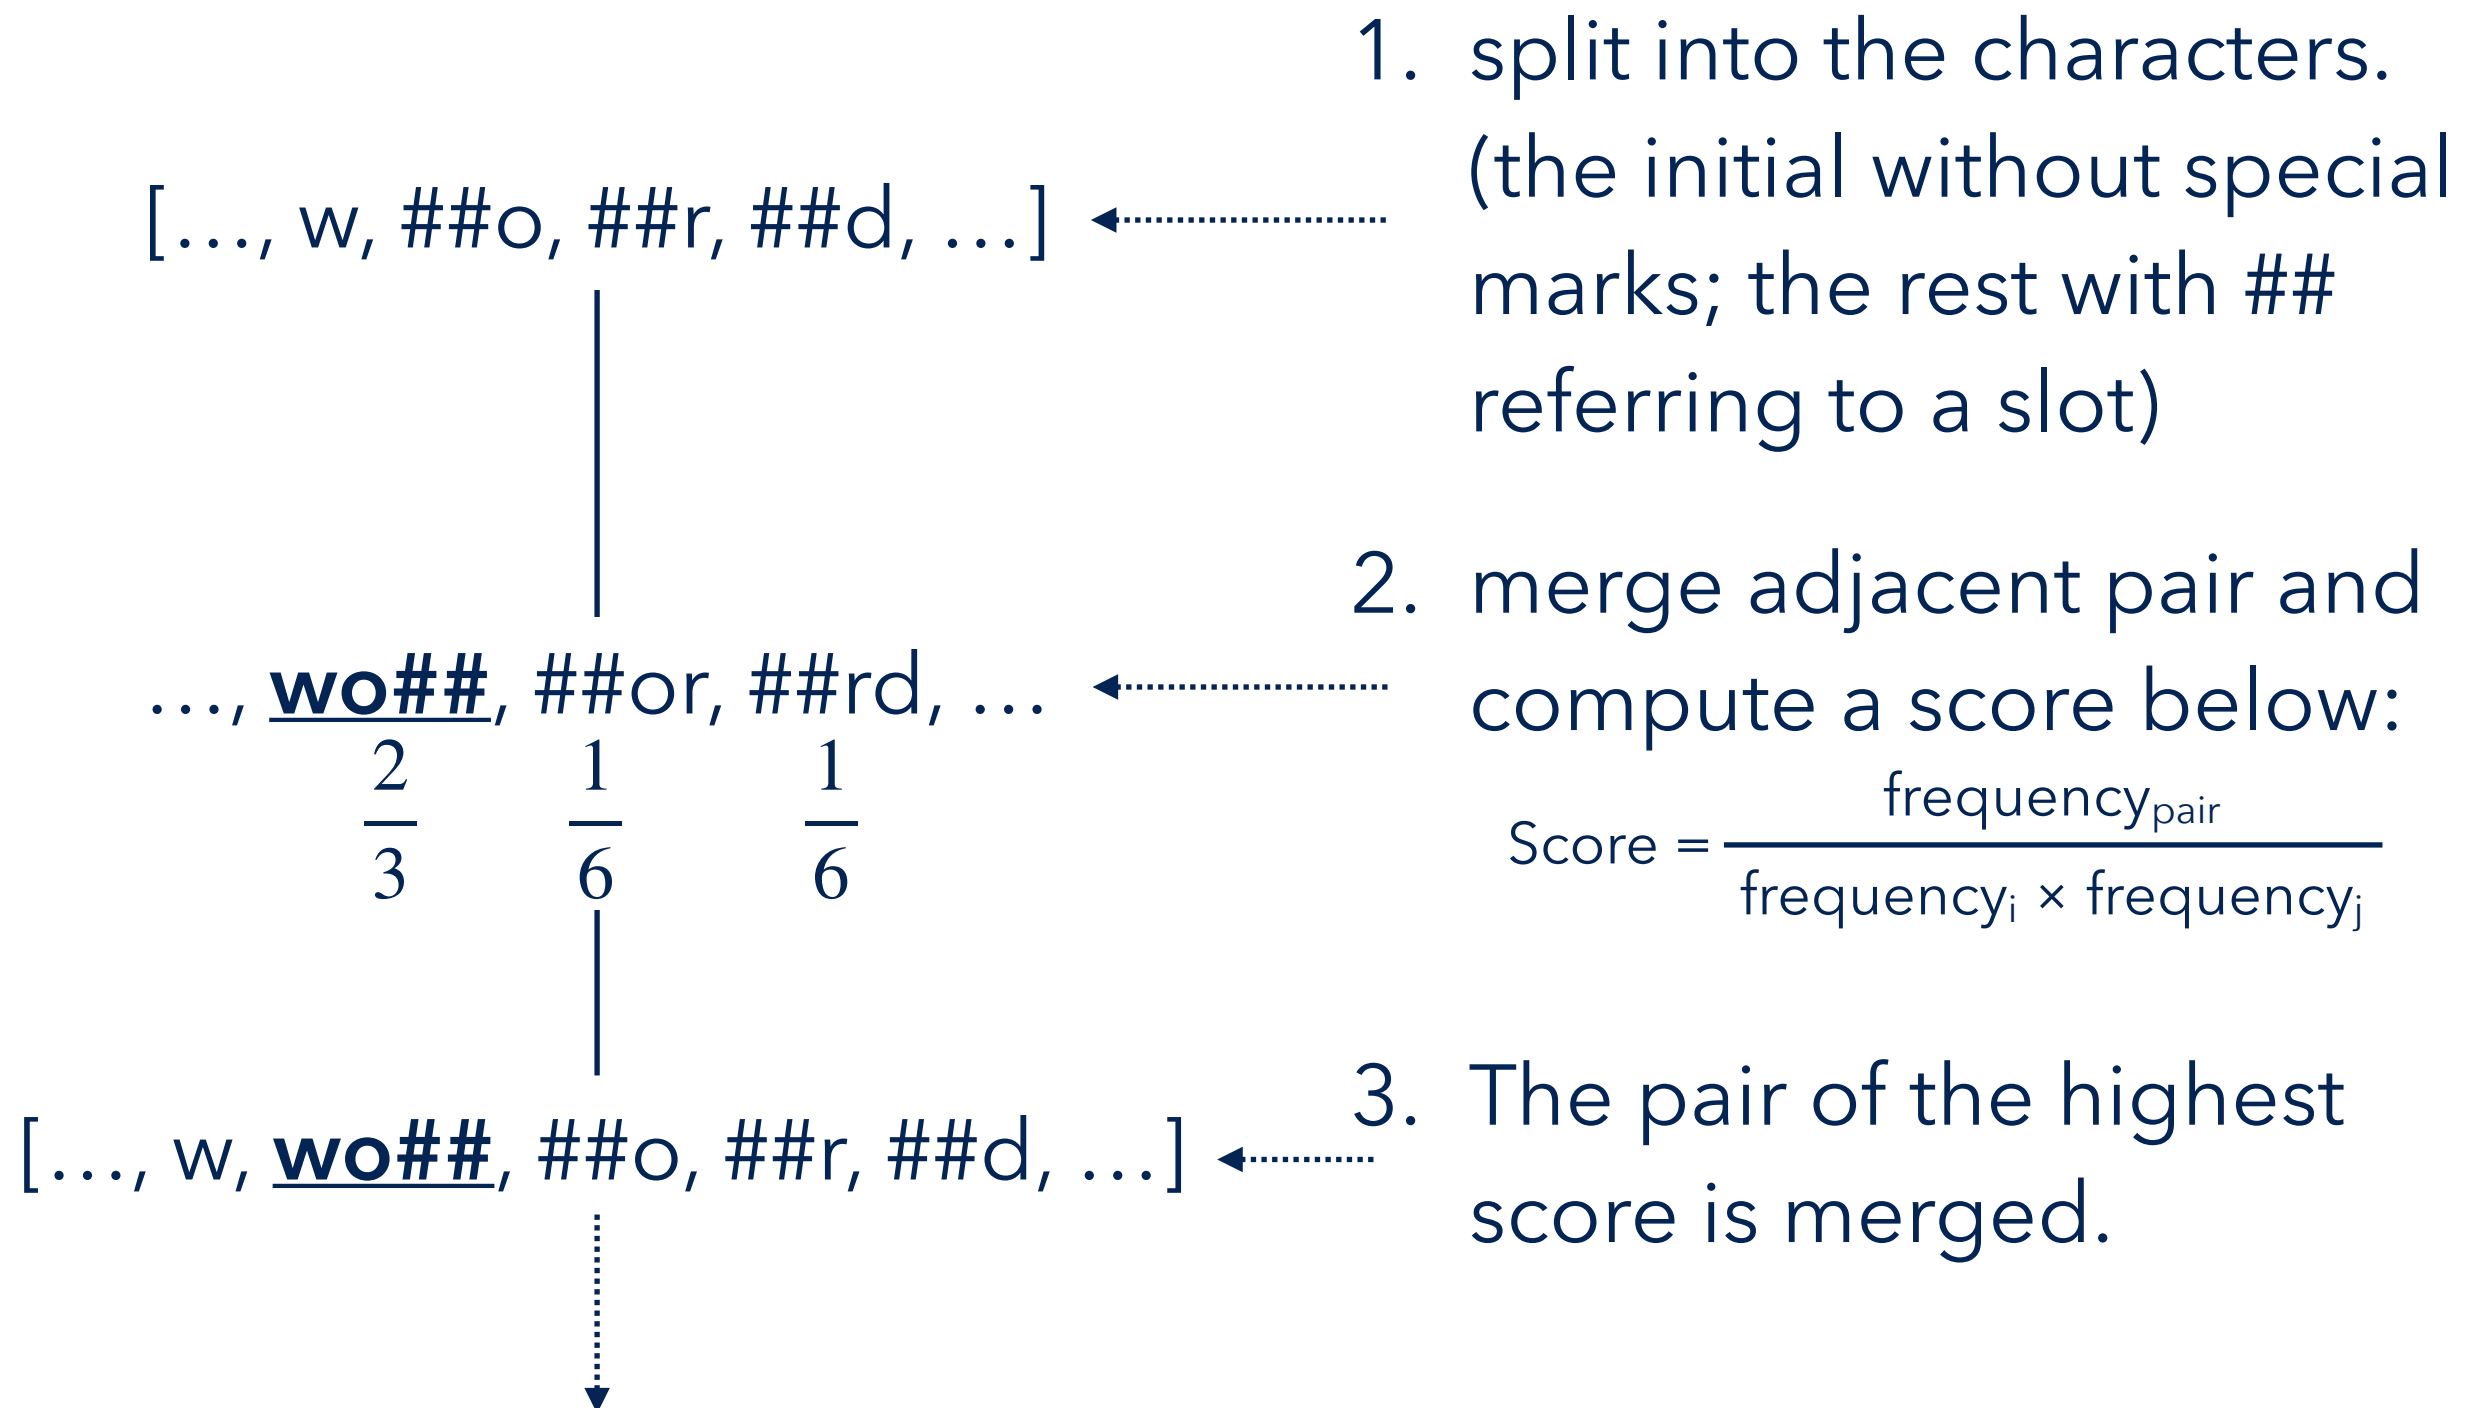 1. split into the characters.
(the initial without special
marks; the rest with ##
referring to a slot)
[…, w, ##o, ##r, ##d, …]
2. merge adjacent pair and
compute a score below:
Score = frequencypair / frequencyi × frequencyj
…, wo##, ##or, ##rd, …
2/3 1/6 1/6
3. The pair of the highest
score is merged.
[…, w, wo##, ##o, ##r, ##d, …]